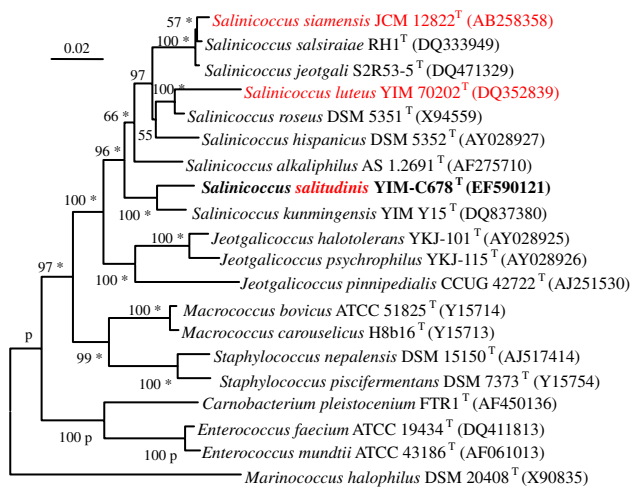 57 *
Salinicoccus siamensis JCM 12822T (AB258358)
0.02
100 *
Salinicoccus salsiraiae RH1T (DQ333949)
Salinicoccus jeotgali S2R53-5T (DQ471329)
97
100 *
Salinicoccus luteus YIM 70202T (DQ352839)
Salinicoccus roseus DSM 5351T (X94559)
66 *
55
Salinicoccus hispanicus DSM 5352T (AY028927)
96 *
Salinicoccus alkaliphilus AS 1.2691T (AF275710)
Salinicoccus salitudinis YIM-C678T (EF590121)
100 *
100 *
Salinicoccus kunmingensis YIM Y15T (DQ837380)
Jeotgalicoccus halotolerans YKJ-101T (AY028925)
100 *
Jeotgalicoccus psychrophilus YKJ-115T (AY028926)
97 *
100 *
Jeotgalicoccus pinnipedialis CCUG 42722T (AJ251530)
100 *
Macrococcus bovicus ATCC 51825T (Y15714)
p
Macrococcus carouselicus H8b16T (Y15713)
99 *
Staphylococcus nepalensis DSM 15150T (AJ517414)
100 *
Staphylococcus piscifermentans DSM 7373T (Y15754)
Carnobacterium pleistocenium FTR1T (AF450136)
100 p
Enterococcus faecium ATCC 19434T (DQ411813)
100 p
Enterococcus mundtii ATCC 43186T (AF061013)
Marinococcus halophilus DSM 20408T (X90835)